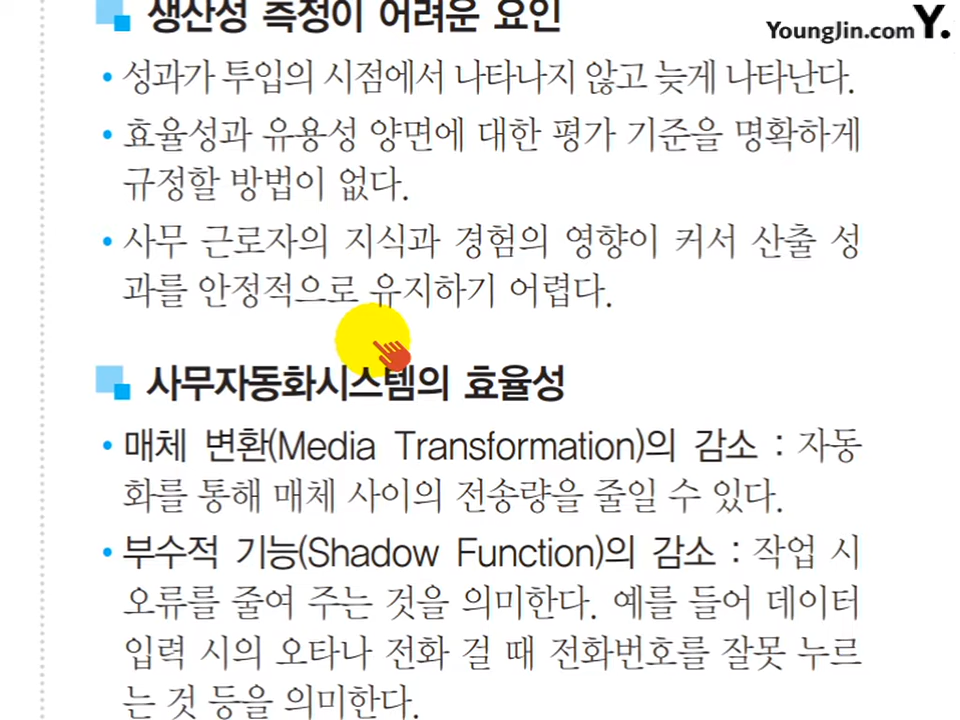 생산성 측정이 어려운 요인
YoungJin.com Y.
• 성과가 투입의 시점에서 나타나지 않고 늦게 나타난다.
• 효율성과 유용성 양면에 대한 평가 기준을 명확하게
규정할 방법이 없다.
• 사무 근로자의 지식과 경험의 영향이 커서 산출 성
과를 안정적으로 유지하기 어렵다.
사무자동화시스템의 효율성
• 매체 변환(Media Transformation)의 감소 : 자동
화를 통해 매체 사이의 전송량을 줄일 수 있다.
• 부수적 기능(Shadow Function)의 감소 : 작업 시
오류를 줄여 주는 것을 의미한다. 예를 들어 데이터
입력 시의 오타나 전화 걸 때 전화번호를 잘못 누르
는 것 등을 의미한다.